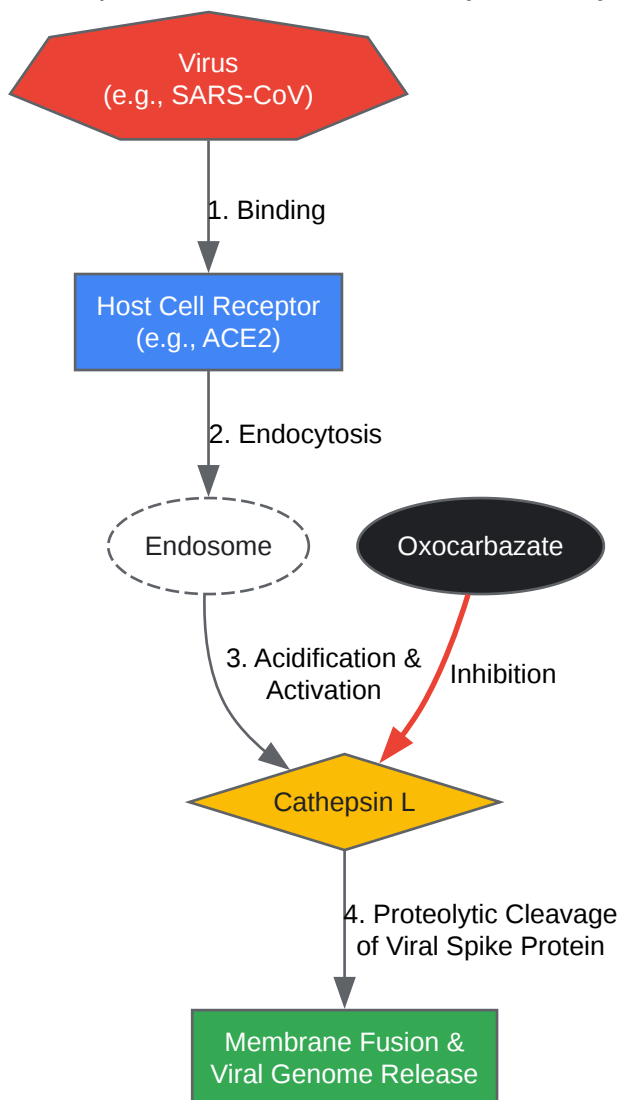 Virus
(e.g., SARS-CoV)
1. Binding
Host Cell Receptor
(e.g., ACE2)
2. Endocytosis
Endosome
Oxocarbazate
3. Acidification &
Activation
Inhibition
Cathepsin L
4. Proteolytic Cleavage
of Viral Spike Protein
Membrane Fusion &
Viral Genome Release